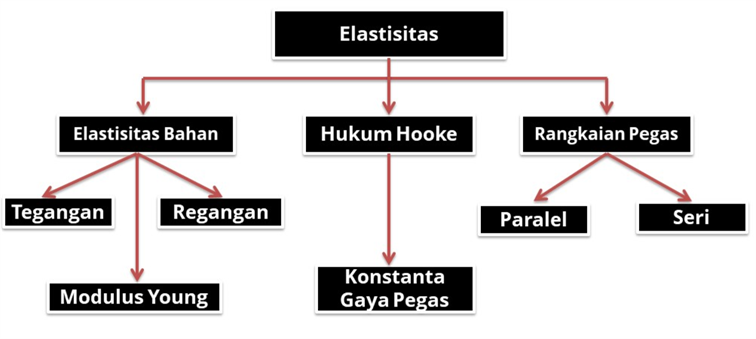 Elastisitas
Elastisitas Bahan
Hukum Hooke
Rangkaian Pegas
Tegangan
Regangan
Paralel
Seri
Modulus Young
Konstanta
Gaya Pegas